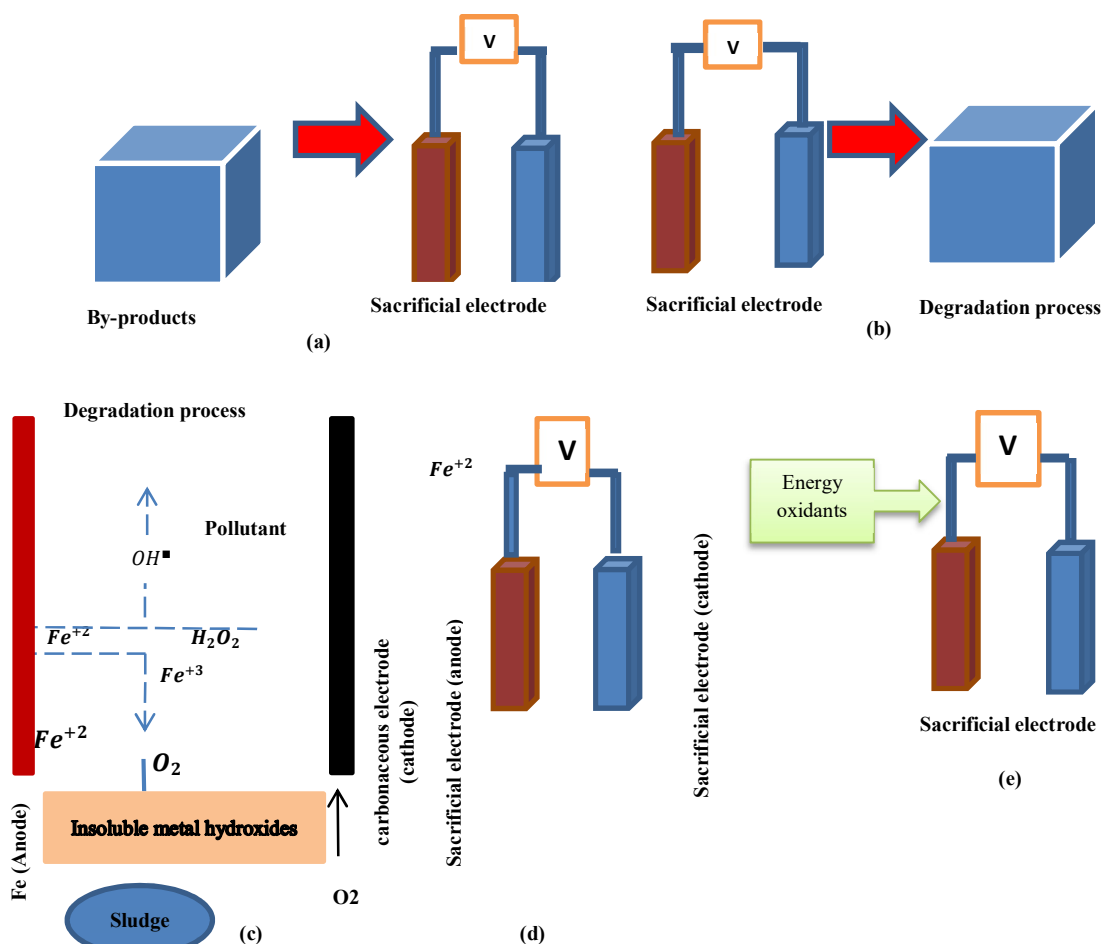 V
V
By-products
Sacrificial electrode
(a)
Sacrificial electrode
(b)
Degradation process
Degradation process
Pollutant
OH▪
Fe⁺²
H₂O₂
Fe⁺³
Fe⁺²
O₂
Insoluble metal hydroxides
Fe (Anode)
Sludge
(c)
O2
carbonaceous electrode
(cathode)
Fe⁺²
V
Sacrificial electrode (anode)
Sacrificial electrode (cathode)
(d)
Energy
oxidants
V
Sacrificial electrode
(e)